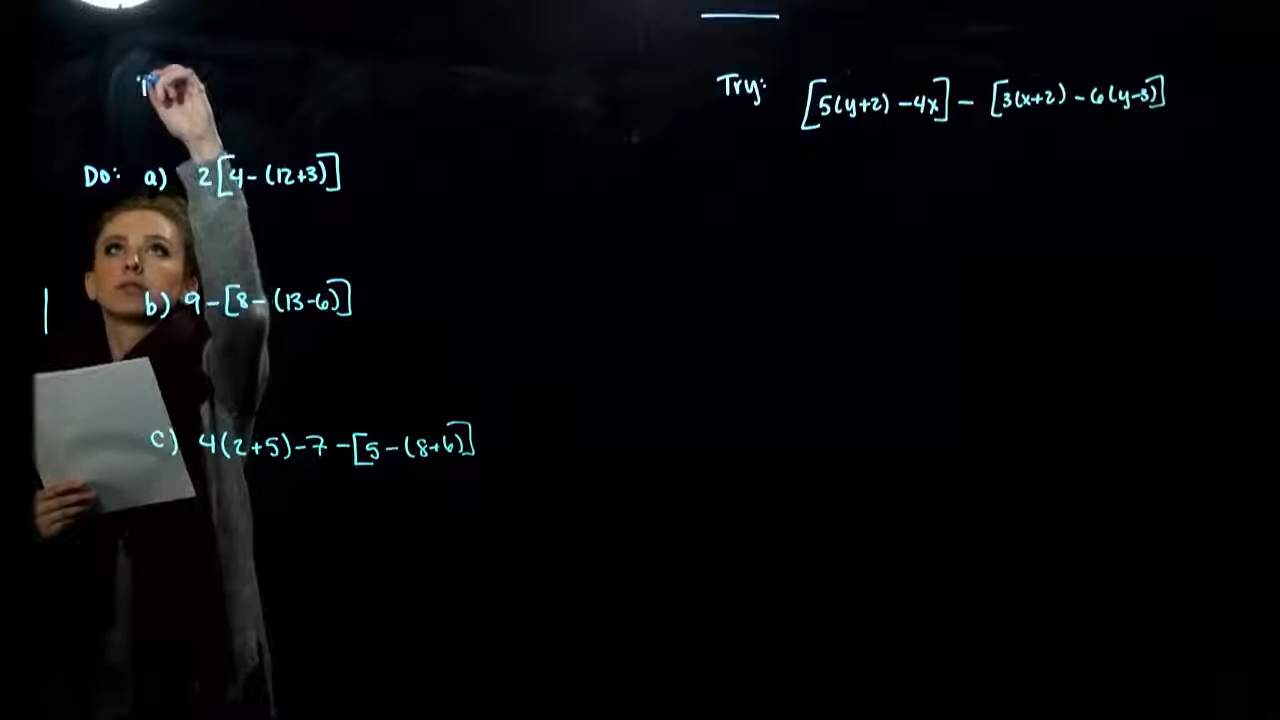 Do: a) 2[4-(12+3)]
b) 9-[8-(13-6)]
c) 4(2+5)-7-[5-(8+6)]
Try: [5(y+2)-4x]-[3(x+2)-6(y-3)]